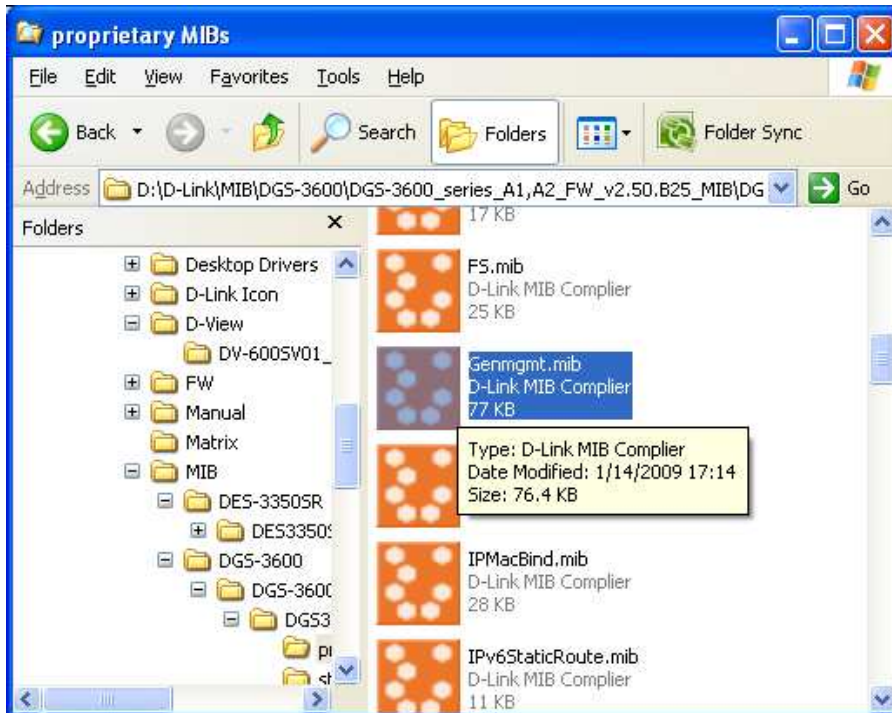 proprietary MIBs
File Edit View Favorites Tools Help
Back Search Folders Folder Sync
Address D:\D-Link\MIB\DGS-3600\DGS-3600_series_A1,A2_FW_v2.50.B25_MIB\DG Go
Folders
Desktop Drivers
D-Link Icon
D-View
DV-600SV01_
FW
Manual
Matrix
MIB
DES-3350SR
DES3350S
DGS-3600
DGS-3600
DGS3
pr
st
17 KB
FS.mib
D-Link MIB Complier
25 KB
Genmgmt.mib
D-Link MIB Complier
77 KB
Type: D-Link MIB Complier
Date Modified: 1/14/2009 17:14
Size: 76.4 KB
IPMacBind.mib
D-Link MIB Complier
28 KB
IPv6StaticRoute.mib
D-Link MIB Complier
11 KB